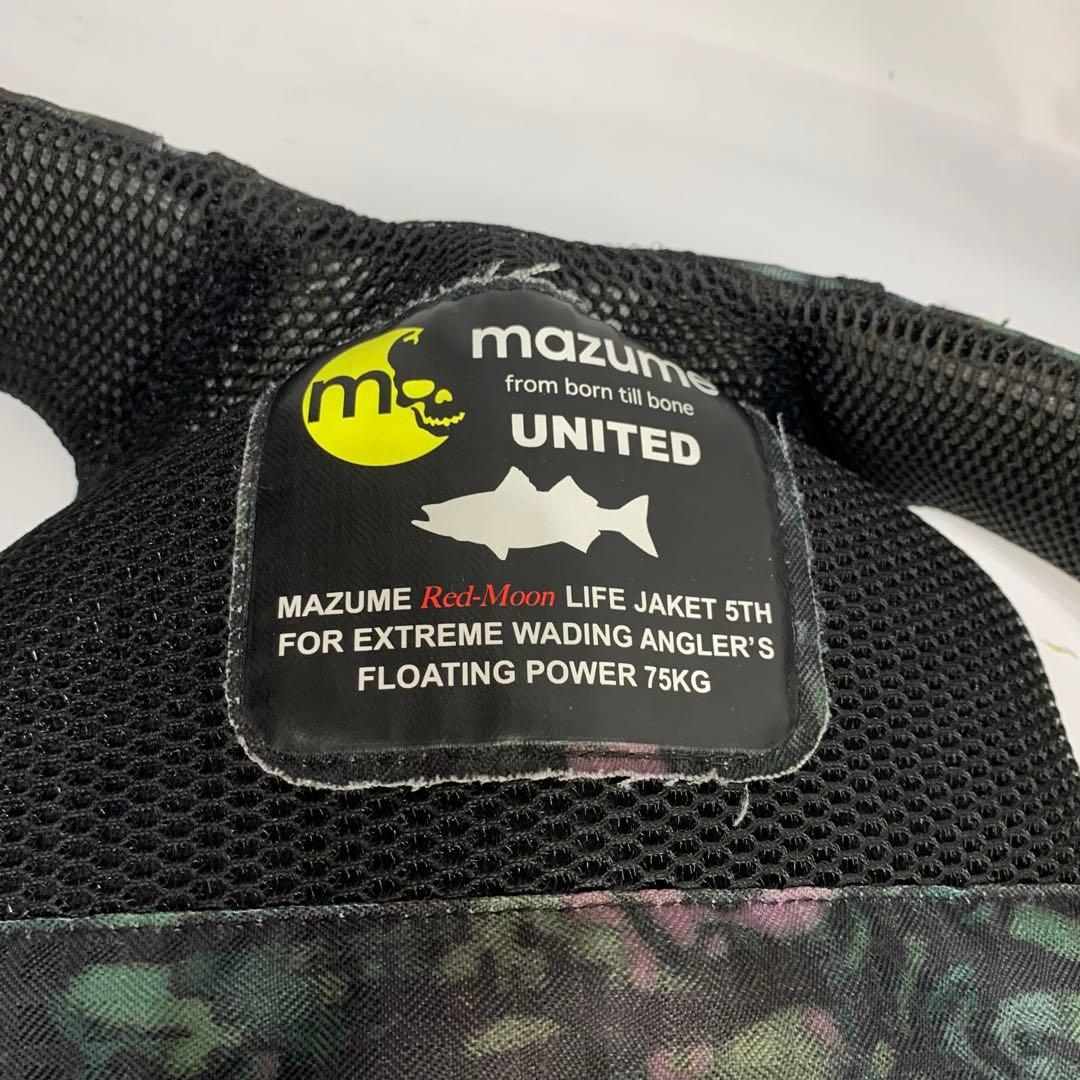 m
mazume
from born till bone
UNITED
MAZUME Red-Moon LIFE JAKET 5TH
FOR EXTREME WADING ANGLER'S
FLOATING POWER 75KG